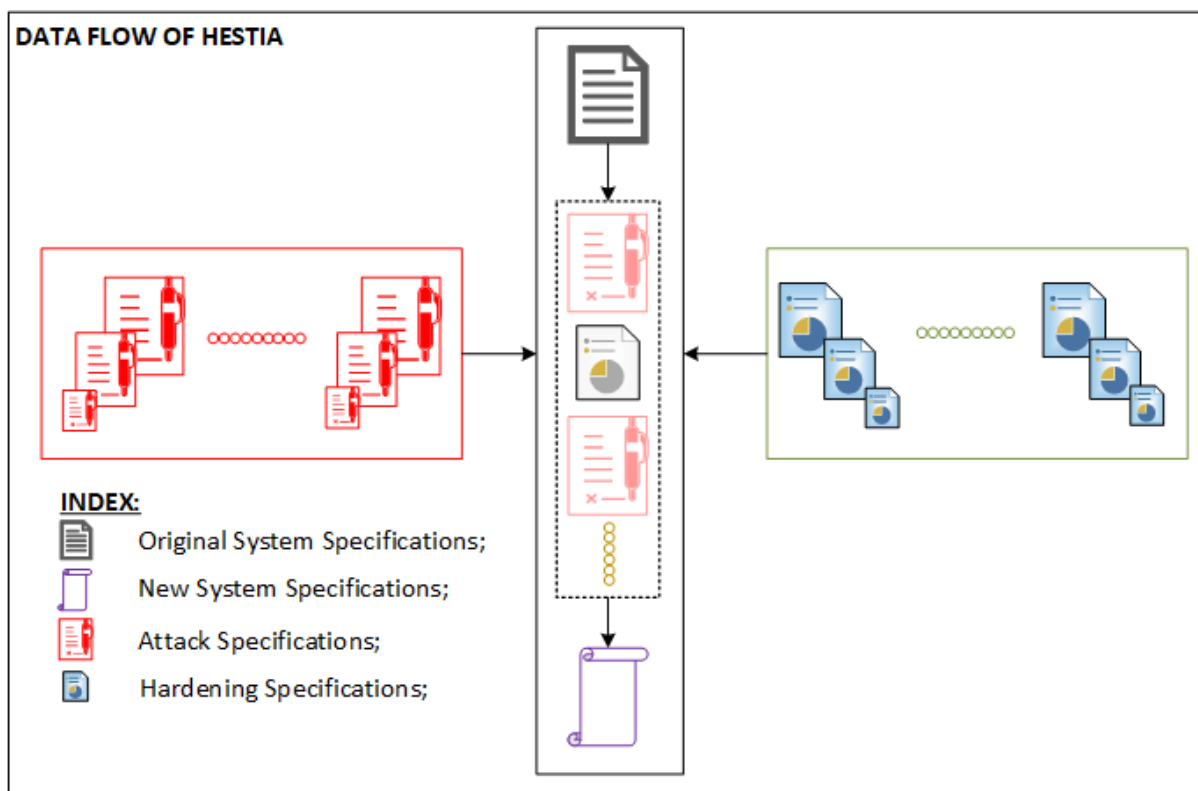 DATA FLOW OF HESTIA
INDEX:
Original System Specifications;
New System Specifications;
Attack Specifications;
Hardening Specifications;